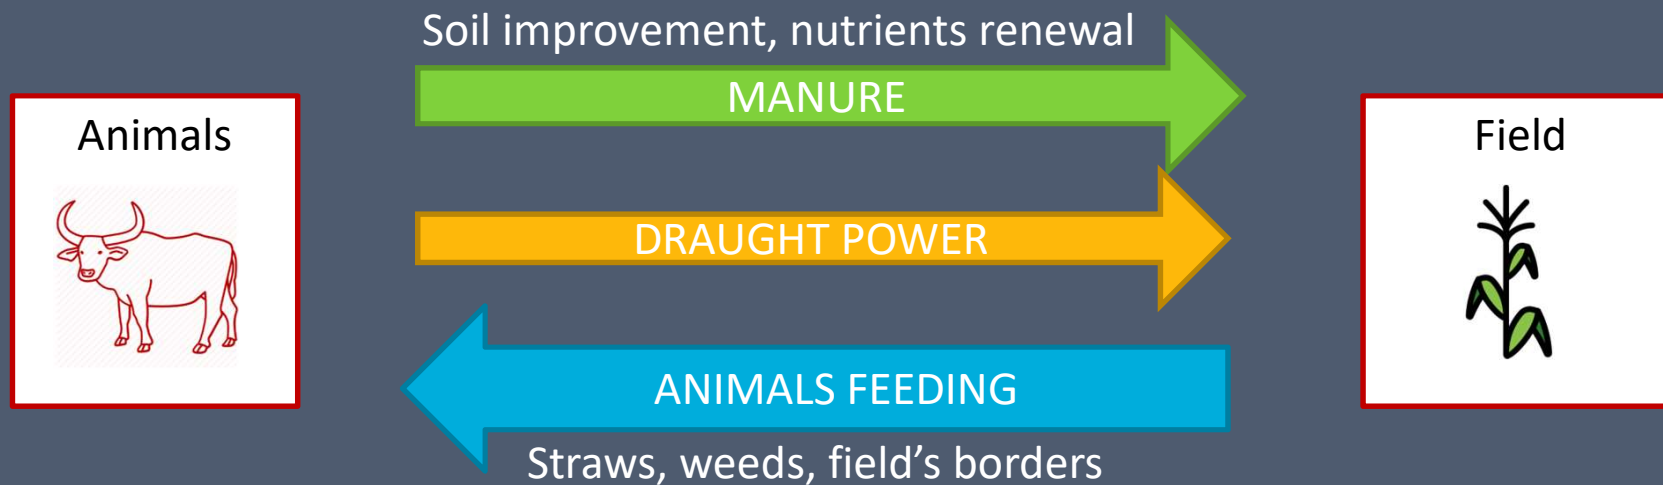 Soil improvement, nutrients renewal
MANURE
Animals
Field
DRAUGHT POWER
ANIMALS FEEDING
Straws, weeds, field's borders